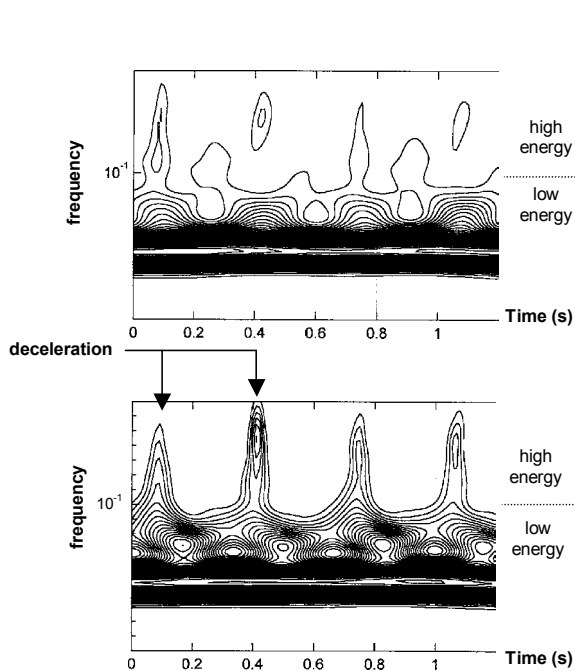 high
energy
frequency
10-1
low
energy
0 0.2 0.4 0.6 0.8 1
Time (s)
deceleration
high
energy
frequency
10-1
low
energy
0 0.2 0.4 0.6 0.8 1
Time (s)